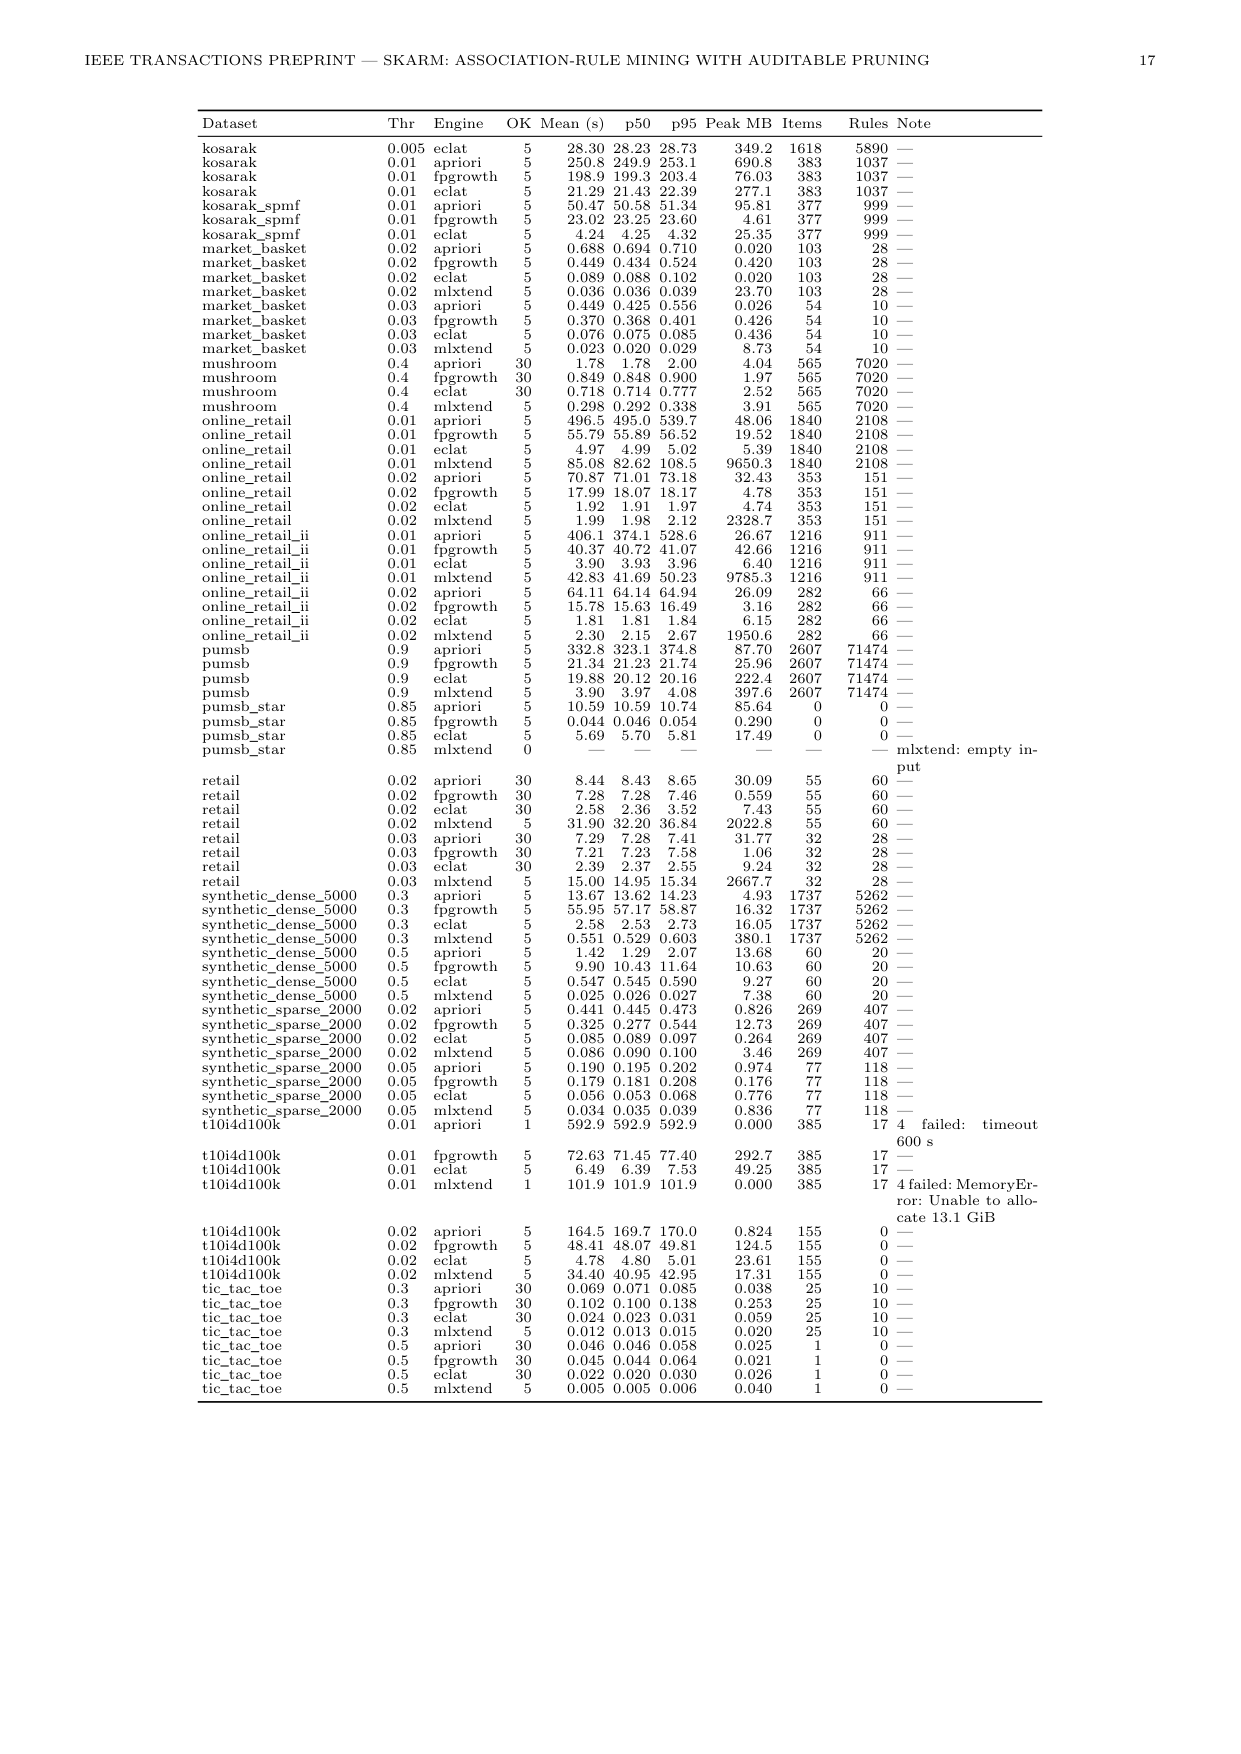 IEEE TRANSACTIONS PREPRINT — SKARM: ASSOCIATION-RULE MINING WITH AUDITABLE PRUNING 17
Dataset Thr Engine OK Mean (s) p50 p95 Peak MB Items Rules Note
kosarak 0.005 eclat 5 28.30 28.23 28.73 349.2 1618 5890 —
kosarak 0.01 apriori 5 250.8 249.9 253.1 690.8 383 1037 —
kosarak 0.01 fpgrowth 5 198.9 199.3 203.4 76.03 383 1037 —
kosarak 0.01 eclat 5 21.29 21.43 22.39 277.1 383 1037 —
kosarak_spmf 0.01 apriori 5 50.47 50.58 51.34 95.81 377 999 —
kosarak_spmf 0.01 fpgrowth 5 23.02 23.25 23.60 4.61 377 999 —
kosarak_spmf 0.01 eclat 5 4.24 4.25 4.32 25.35 377 999 —
market_basket 0.02 apriori 5 0.688 0.694 0.710 0.020 103 28 —
market_basket 0.02 fpgrowth 5 0.449 0.434 0.524 0.420 103 28 —
market_basket 0.02 eclat 5 0.089 0.088 0.102 0.020 103 28 —
market_basket 0.02 mlxtend 5 0.036 0.036 0.039 23.70 103 28 —
market_basket 0.03 apriori 5 0.449 0.425 0.556 0.026 54 10 —
market_basket 0.03 fpgrowth 5 0.370 0.368 0.401 0.426 54 10 —
market_basket 0.03 eclat 5 0.076 0.075 0.085 0.436 54 10 —
market_basket 0.03 mlxtend 5 0.023 0.020 0.029 8.73 54 10 —
mushroom 0.4 apriori 30 1.78 1.78 2.00 4.04 565 7020 —
mushroom 0.4 fpgrowth 30 0.849 0.848 0.900 1.97 565 7020 —
mushroom 0.4 eclat 30 0.718 0.714 0.777 2.52 565 7020 —
mushroom 0.4 mlxtend 5 0.298 0.292 0.338 3.91 565 7020 —
online_retail 0.01 apriori 5 496.5 495.0 539.7 48.06 1840 2108 —
online_retail 0.01 fpgrowth 5 55.79 55.89 56.52 19.52 1840 2108 —
online_retail 0.01 eclat 5 4.97 4.99 5.02 5.39 1840 2108 —
online_retail 0.01 mlxtend 5 85.08 82.62 108.5 9650.3 1840 2108 —
online_retail 0.02 apriori 5 70.87 71.01 73.18 32.43 353 151 —
online_retail 0.02 fpgrowth 5 17.99 18.07 18.17 4.78 353 151 —
online_retail 0.02 eclat 5 1.92 1.91 1.97 4.74 353 151 —
online_retail 0.02 mlxtend 5 1.99 1.98 2.12 2328.7 353 151 —
online_retail_ii 0.01 apriori 5 406.1 374.1 528.6 26.67 1216 911 —
online_retail_ii 0.01 fpgrowth 5 40.37 40.72 41.07 42.66 1216 911 —
online_retail_ii 0.01 eclat 5 3.90 3.93 3.96 6.40 1216 911 —
online_retail_ii 0.01 mlxtend 5 42.83 41.69 50.23 9785.3 1216 911 —
online_retail_ii 0.02 apriori 5 64.11 64.14 64.94 26.09 282 66 —
online_retail_ii 0.02 fpgrowth 5 15.78 15.63 16.49 3.16 282 66 —
online_retail_ii 0.02 eclat 5 1.81 1.81 1.84 6.15 282 66 —
online_retail_ii 0.02 mlxtend 5 2.30 2.15 2.67 1950.6 282 66 —
pumsb 0.9 apriori 5 332.8 323.1 374.8 87.70 2607 71474 —
pumsb 0.9 fpgrowth 5 21.34 21.23 21.74 25.96 2607 71474 —
pumsb 0.9 eclat 5 19.88 20.12 20.16 222.4 2607 71474 —
pumsb 0.9 mlxtend 5 3.90 3.97 4.08 397.6 2607 71474 —
pumsb_star 0.85 apriori 5 10.59 10.59 10.74 85.64 0 0 —
pumsb_star 0.85 fpgrowth 5 0.044 0.046 0.054 0.290 0 0 —
pumsb_star 0.85 eclat 5 5.69 5.70 5.81 17.49 0 0 —
pumsb_star 0.85 mlxtend 0 — — — — — — mlxtend: empty in-
put
retail 0.02 apriori 30 8.44 8.43 8.65 30.09 55 60 —
retail 0.02 fpgrowth 30 7.28 7.28 7.46 0.559 55 60 —
retail 0.02 eclat 30 2.58 2.36 3.52 7.43 55 60 —
retail 0.02 mlxtend 5 31.90 32.20 36.84 2022.8 55 60 —
retail 0.03 apriori 30 7.29 7.28 7.41 31.77 32 28 —
retail 0.03 fpgrowth 30 7.21 7.23 7.58 1.06 32 28 —
retail 0.03 eclat 30 2.39 2.37 2.55 9.24 32 28 —
retail 0.03 mlxtend 5 15.00 14.95 15.34 2667.7 32 28 —
synthetic_dense_5000 0.3 apriori 5 13.67 13.62 14.23 4.93 1737 5262 —
synthetic_dense_5000 0.3 fpgrowth 5 55.95 57.17 58.87 16.32 1737 5262 —
synthetic_dense_5000 0.3 eclat 5 2.58 2.53 2.73 16.05 1737 5262 —
synthetic_dense_5000 0.3 mlxtend 5 0.551 0.529 0.603 380.1 1737 5262 —
synthetic_dense_5000 0.5 apriori 5 1.42 1.29 2.07 13.68 60 20 —
synthetic_dense_5000 0.5 fpgrowth 5 9.90 10.43 11.64 10.63 60 20 —
synthetic_dense_5000 0.5 eclat 5 0.547 0.545 0.590 9.27 60 20 —
synthetic_dense_5000 0.5 mlxtend 5 0.025 0.026 0.027 7.38 60 20 —
synthetic_sparse_2000 0.02 apriori 5 0.441 0.445 0.473 0.826 269 407 —
synthetic_sparse_2000 0.02 fpgrowth 5 0.325 0.277 0.544 12.73 269 407 —
synthetic_sparse_2000 0.02 eclat 5 0.085 0.089 0.097 0.264 269 407 —
synthetic_sparse_2000 0.02 mlxtend 5 0.086 0.090 0.100 3.46 269 407 —
synthetic_sparse_2000 0.05 apriori 5 0.190 0.195 0.202 0.974 77 118 —
synthetic_sparse_2000 0.05 fpgrowth 5 0.179 0.181 0.208 0.176 77 118 —
synthetic_sparse_2000 0.05 eclat 5 0.056 0.053 0.068 0.776 77 118 —
synthetic_sparse_2000 0.05 mlxtend 5 0.034 0.035 0.039 0.836 77 118 —
t10i4d100k 0.01 apriori 1 592.9 592.9 592.9 0.000 385 17 4 failed: timeout
600 s
t10i4d100k 0.01 fpgrowth 5 72.63 71.45 77.40 292.7 385 17 —
t10i4d100k 0.01 eclat 5 6.49 6.39 7.53 49.25 385 17 —
t10i4d100k 0.01 mlxtend 1 101.9 101.9 101.9 0.000 385 17 4 failed: MemoryEr-
ror: Unable to allo-
cate 13.1 GiB
t10i4d100k 0.02 apriori 5 164.5 169.7 170.0 0.824 155 0 —
t10i4d100k 0.02 fpgrowth 5 48.41 48.07 49.81 124.5 155 0 —
t10i4d100k 0.02 eclat 5 4.78 4.80 5.01 23.61 155 0 —
t10i4d100k 0.02 mlxtend 5 34.40 40.95 42.95 17.31 155 0 —
tic_tac_toe 0.3 apriori 30 0.069 0.071 0.085 0.038 25 10 —
tic_tac_toe 0.3 fpgrowth 30 0.102 0.100 0.138 0.253 25 10 —
tic_tac_toe 0.3 eclat 30 0.024 0.023 0.031 0.059 25 10 —
tic_tac_toe 0.3 mlxtend 5 0.012 0.013 0.015 0.020 25 10 —
tic_tac_toe 0.5 apriori 30 0.046 0.046 0.058 0.025 1 0 —
tic_tac_toe 0.5 fpgrowth 30 0.045 0.044 0.064 0.021 1 0 —
tic_tac_toe 0.5 eclat 30 0.022 0.020 0.030 0.026 1 0 —
tic_tac_toe 0.5 mlxtend 5 0.005 0.005 0.006 0.040 1 0 —